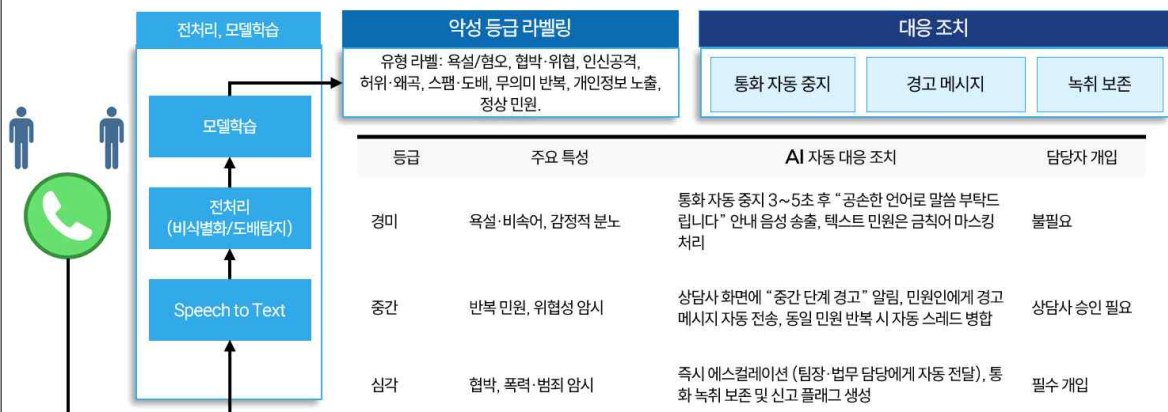 전처리, 모델학습
모델학습
전처리
(비식별화/도배탐지)
Speech to Text
악성 등급 라벨링
유형 라벨: 욕설/혐오, 협박·위협, 인신공격,
허위·왜곡, 스팸·도배, 무의미 반복, 개인정보 노출,
정상 민원.
대응 조치
통화 자동 중지
경고 메시지
녹취 보존
등급 주요 특성 AI 자동 대응 조치 담당자 개입
통화 자동 중지 3~5초 후 “공손한 언어로 말씀 부탁드
경미 욕설·비속어, 감정적 분노 립니다” 안내 음성 송출, 텍스트 민원은 금칙어 마스킹 불필요
처리
중간 반복 민원, 위협성 암시 상담사 화면에 “중간 단계 경고” 알림, 민원인에게 경고 상담사 승인 필요
메시지 자동 전송, 동일 민원 반복 시 자동 스레드 병합
심각 협박, 폭력·범죄 암시 즉시 에스컬레이션 (팀장·법무 담당에게 자동 전달), 통 필수 개입
화 녹취 보존 및 신고 플래그 생성